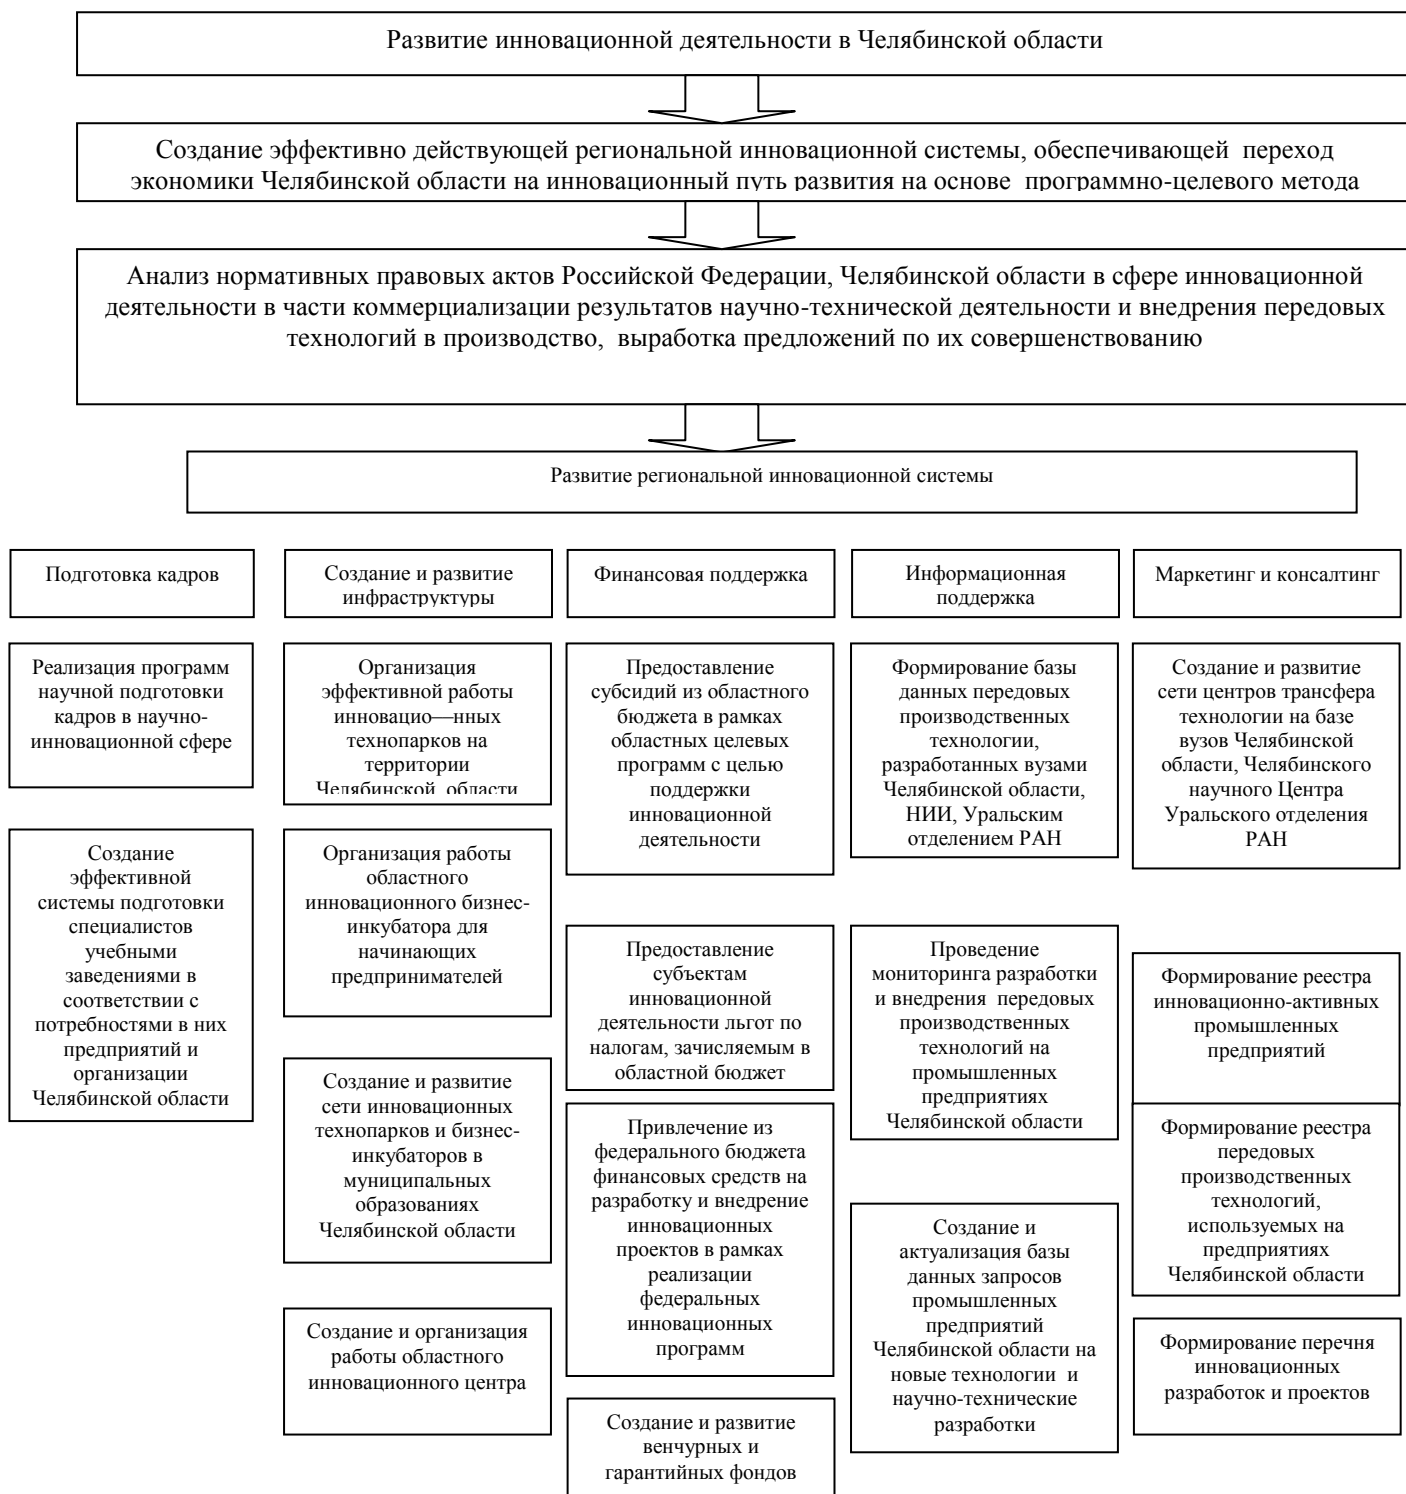 Развитие инновационной деятельности в Челябинской области
Создание эффективно действующей региональной инновационной системы, обеспечивающей переход
экономики Челябинской области на инновационный путь развития на основе программно-целевого метода
Анализ нормативных правовых актов Российской Федерации, Челябинской области в сфере инновационной
деятельности в части коммерциализации результатов научно-технической деятельности и внедрения передовых
технологий в производство, выработка предложений по их совершенствованию
Развитие региональной инновационной системы
Подготовка кадров
Создание и развитие
инфраструктуры
Финансовая поддержка
Информационная
поддержка
Маркетинг и консалтинг
Реализация программ
научной подготовки
кадров в научно-
инновационной сфере
Создание
эффективной
системы подготовки
специалистов
учебными
заведениями в
соответствии с
потребностями в них
предприятий и
организации
Челябинской области
Организация
эффективной работы
инновацио—нных
технопарков на
территории
Челябинской области
Организация работы
областного
инновационного бизнес-
инкубатора для
начинающих
предпринимателей
Создание и развитие
сети инновационных
технопарков и бизнес-
инкубаторов в
муниципальных
образованиях
Челябинской области
Создание и организация
работы областного
инновационного центра
Предоставление
субсидий из областного
бюджета в рамках
областных целевых
программ с целью
поддержки
инновационной
деятельности
Предоставление
субъектам
инновационной
деятельности льгот по
налогам, зачисляемым в
областной бюджет
Привлечение из
федерального бюджета
финансовых средств на
разработку и внедрение
инновационных
проектов в рамках
реализации
федеральных
инновационных
программ
Создание и развитие
венчурных и
гарантийных фондов
Формирование базы
данных передовых
производственных
технологии,
разработанных вузами
Челябинской области,
НИИ, Уральским
отделением РАН
Проведение
мониторинга разработки
и внедрения передовых
производственных
технологий на
промышленных
предприятиях
Челябинской области
Создание и
актуализация базы
данных запросов
промышленных
предприятий
Челябинской области на
новые технологии и
научно-технические
разработки
Создание и развитие
сети центров трансфера
технологии на базе
вузов Челябинской
области, Челябинского
научного Центра
Уральского отделения
РАН
Формирование реестра
инновационно-активных
промышленных
предприятий
Формирование реестра
передовых
производственных
технологий,
используемых на
предприятиях
Челябинской области
Формирование перечня
инновационных
разработок и проектов